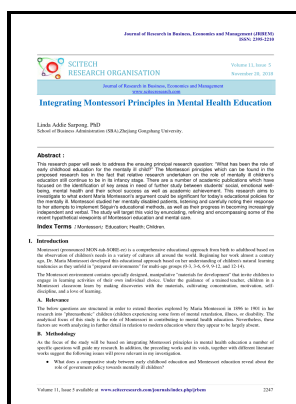 Journal of Research in Business, Economics and Management (JRBEM)
ISSN: 2395-2210
SCITECH
RESEARCH ORGANISATION
Volume 11, Issue 5
November 28, 2018
Journal of Research in Business, Economics and Management
www.scitecresearch.com
Integrating Montessori Principles in Mental Health Education
Linda Addie Sarpong, PhD
School of Business Administration (SBA), Zhejiang Gongshang University
Abstract :
This research paper will seek to address the ensuing principal research question: "What has been the role of
early childhood education for the mentally ill child?" The Montessori principles which can be found in the
proposed research lies in the fact that relative research undertaken on the role of mentally ill children's
education still continue to be in its infancy stage. There are a number of academic publications which have
focused on the identification of key areas in need of further study between students' social, emotional well-
being, mental health and their school success as well as academic achievement. This research aims to
investigate to what extent Maria Montessori's argument could be significant for today's educational policies for
the mentally ill. Montessori studied her mentally disabled patients, listening and carefully noting their response
to her attempts to implement Séguin's educational methods, as well as their progress in becoming increasingly
independent and verbal. The study will target this void by enunciating, refining and encompassing some of the
recent hypothetical viewpoints of Montessori education and mental care.
Index Terms / Montessori; Education; Health; Children.
I. Introduction
Montessori (pronounced MON-tuh-SORE-ee) is a comprehensive educational approach from birth to adulthood based on
the observation of children's needs in a variety of cultures all around the world. Beginning her work almost a century
ago, Dr. Maria Montessori developed this educational approach based on her understanding of children's natural learning
tendencies as they unfold in "prepared environments" for multi-age groups (0-3, 3-6, 6-9, 9-12, and 12-14).
The Montessori environment contains specially designed, manipulative "materials for development" that invite children to
engage in learning activities of their own individual choice. Under the guidance of a trained teacher, children in a
Montessori classroom learn by making discoveries with the materials, cultivating concentration, motivation, self-
discipline, and a love of learning.
A. Relevance
The below questions are structured in order to extend theories explored by Maria Montessori in 1896 to 1901 in her
research into "phrenasthenic" children (children experiencing some form of mental retardation, illness, or disability). The
analytical focus of this study is the role of Montessori in contributing to mental health education. Nevertheless, these
factors are worth analyzing in further detail in relation to modern education where they appear to be largely absent.
B. Methodology
As the focus of the study will be based on integrating Montessori principles in mental health education a number of
specific questions will guide my research. In addition, the preceding works and its voids, together with different literature
works suggest the following issues will prove relevant in my investigation.
• What does a comparative study between early childhood education and Montessori education reveal about the
role of government policy towards mentally ill children?
Volume 11, Issue 5 available at www.scitecresearch.com/journals/index.php/jrbem
2247